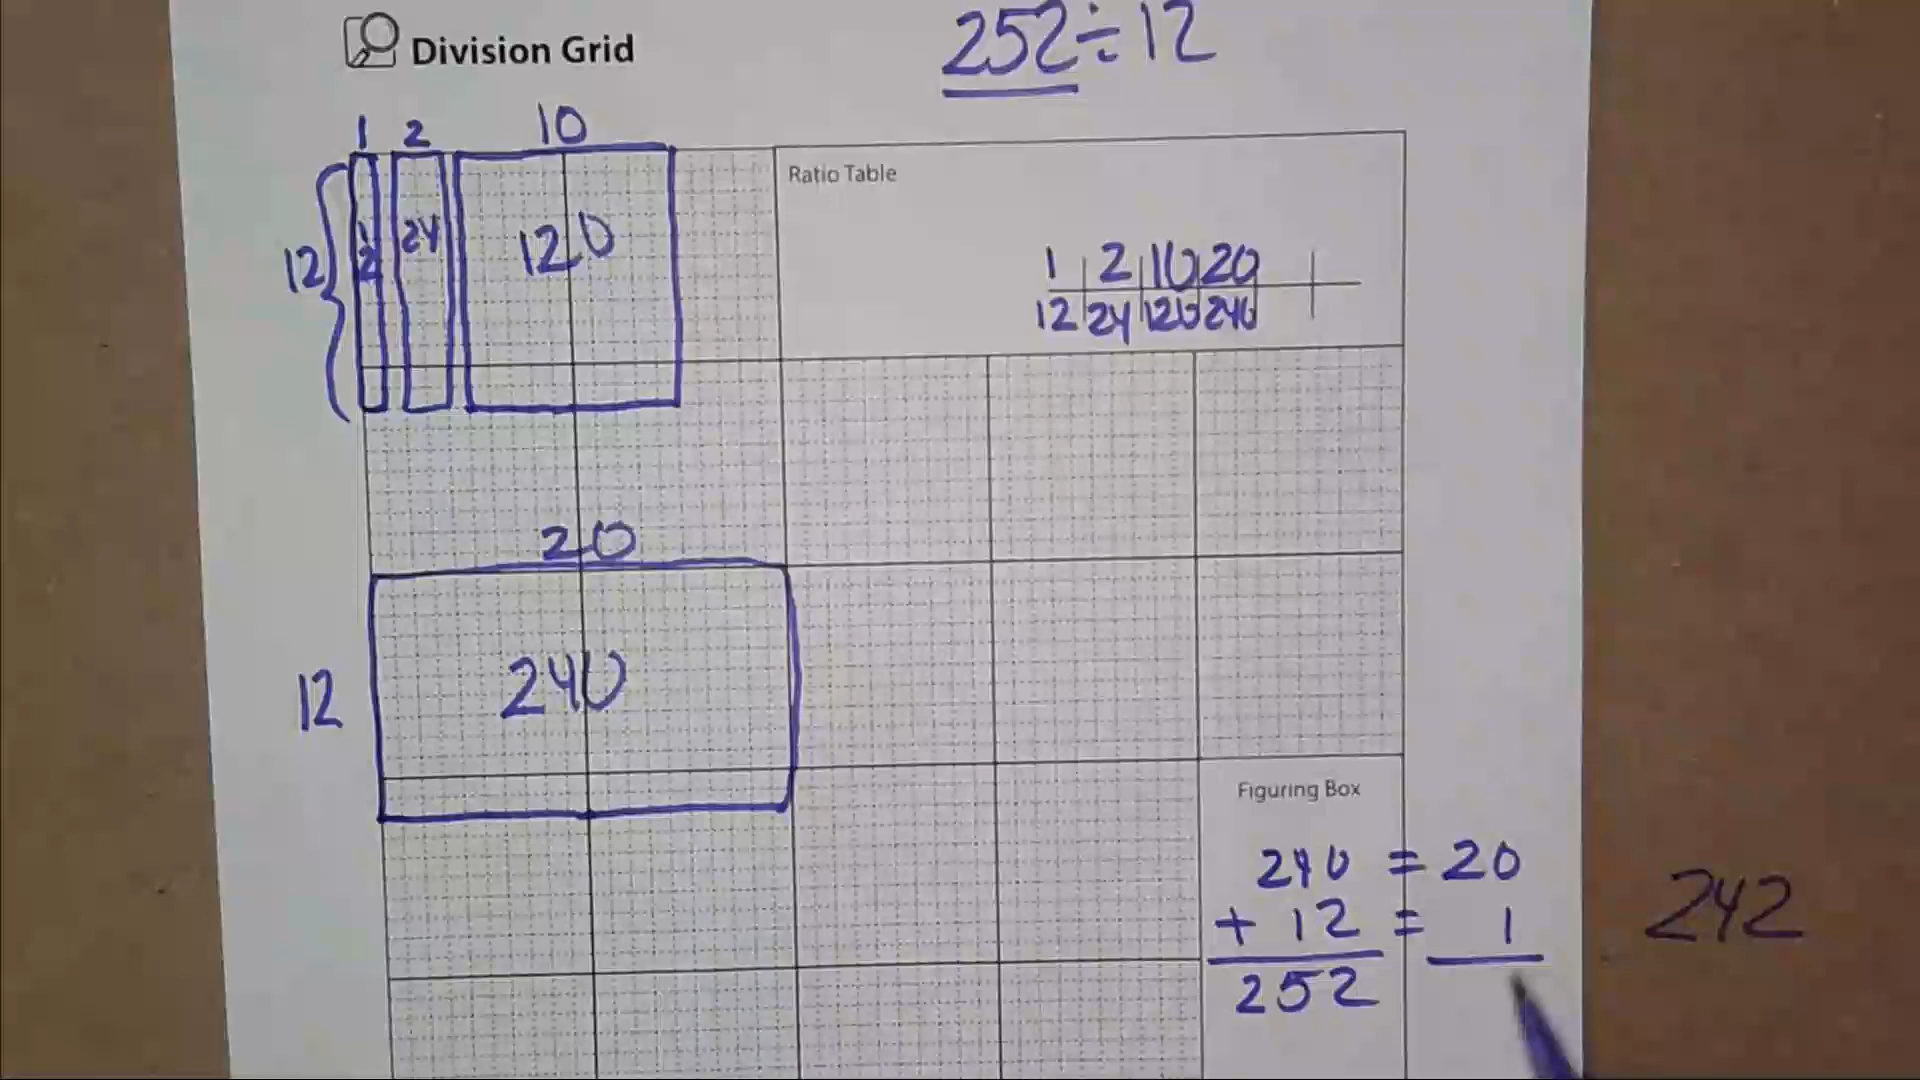 Division Grid
252÷12
1 2 10
12
12 24 120
Ratio Table
1 2 10 20
12 24 120 240
20
12 240
Figuring Box
240 = 20
+ 12 = 1
252
242